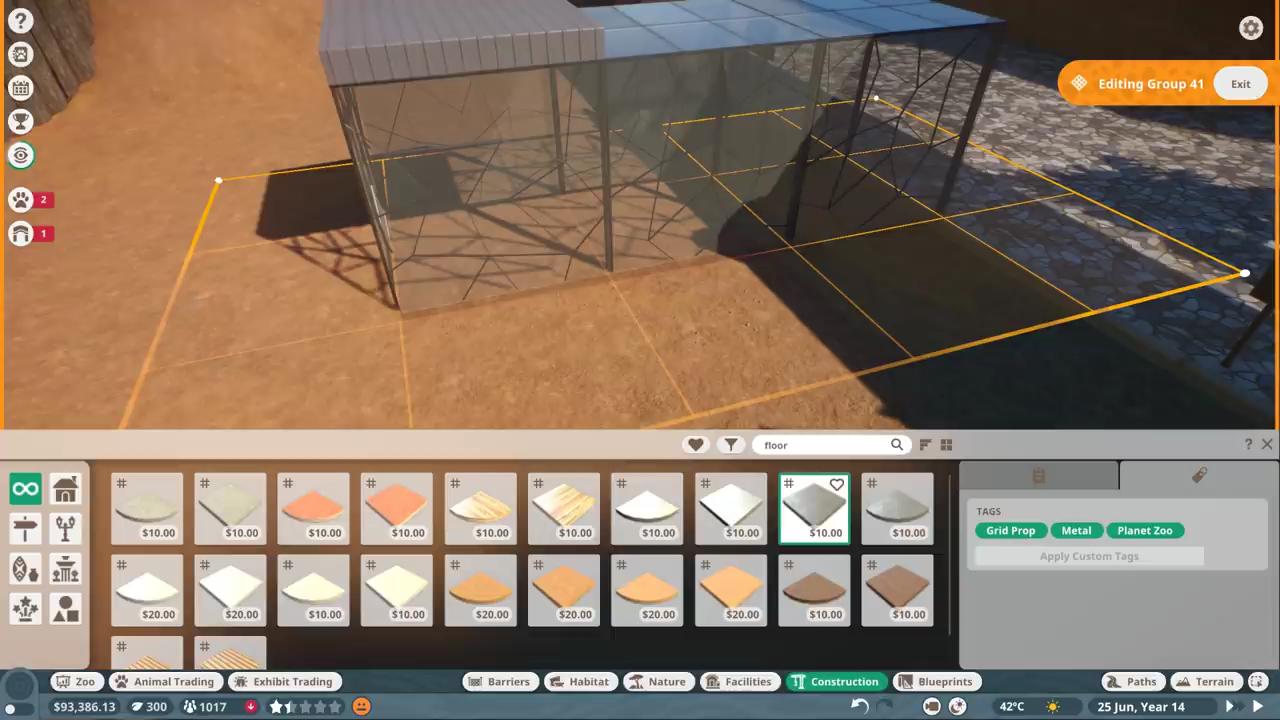 ?
Editing Group 41
Exit
2
1
floor
?
$10.00 $10.00 $10.00 $10.00 $10.00 $10.00 $10.00 $10.00 $10.00 $10.00
$20.00 $20.00 $10.00 $10.00 $20.00 $20.00 $20.00 $20.00 $10.00 $10.00
TAGS
Grid Prop Metal Planet Zoo
Apply Custom Tags
Zoo Animal Trading Exhibit Trading Barriers Habitat Nature Facilities Construction Blueprints Paths Terrain
$93,386.13 300 1017 42°C 25 Jun, Year 14